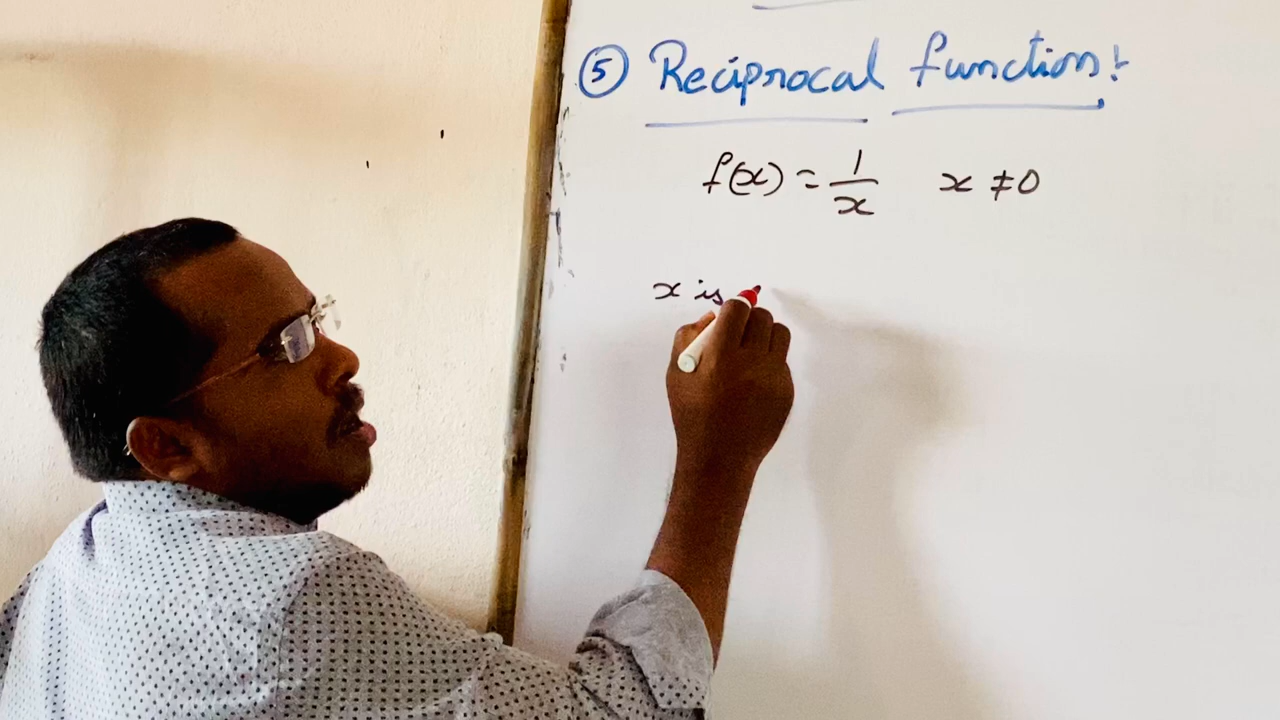 ⑤ Reciprocal function:
f(x) = 1/x x ≠ 0
x is